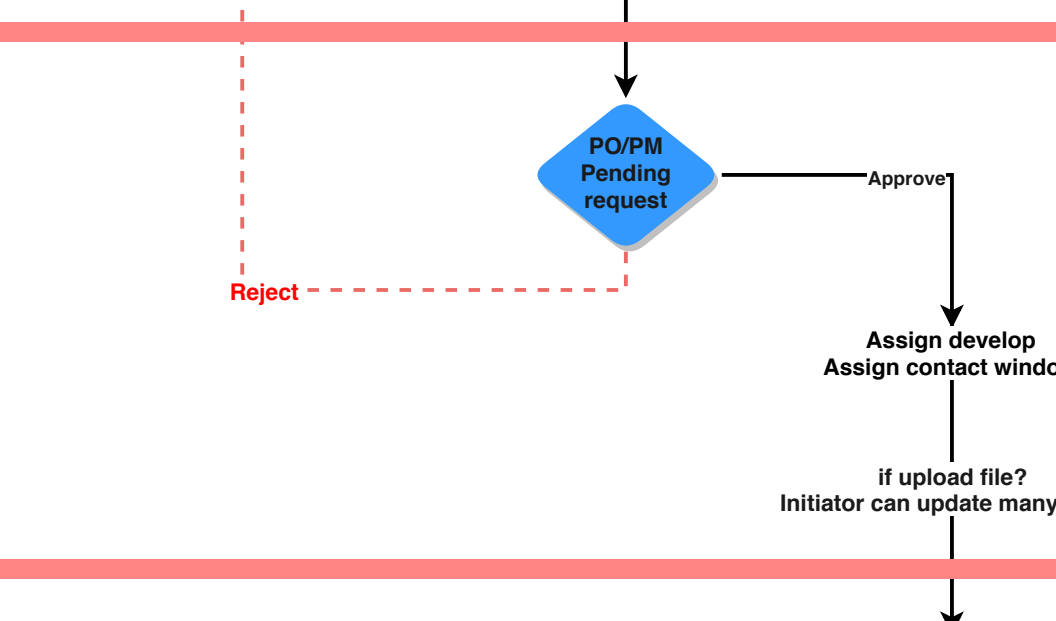 PO/PM
Pending
request
Approve
Reject
Assign develop
Assign contact windo
if upload file?
Initiator can update many